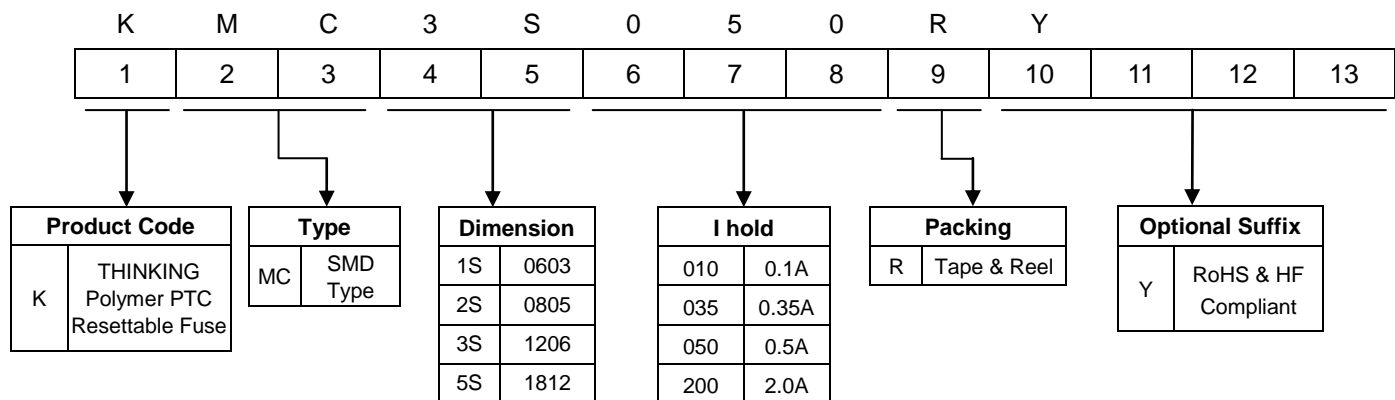 K M C 3 S 0 5 0 R Y
1 2 3 4 5 6 7 8 9 10 11 12 13
Product Code
K THINKING Polymer PTC Resettable Fuse
Type
MC SMD Type
Dimension
1S 0603
2S 0805
3S 1206
5S 1812
I hold
010 0.1A
035 0.35A
050 0.5A
200 2.0A
Packing
R Tape & Reel
Optional Suffix
Y RoHS & HF Compliant